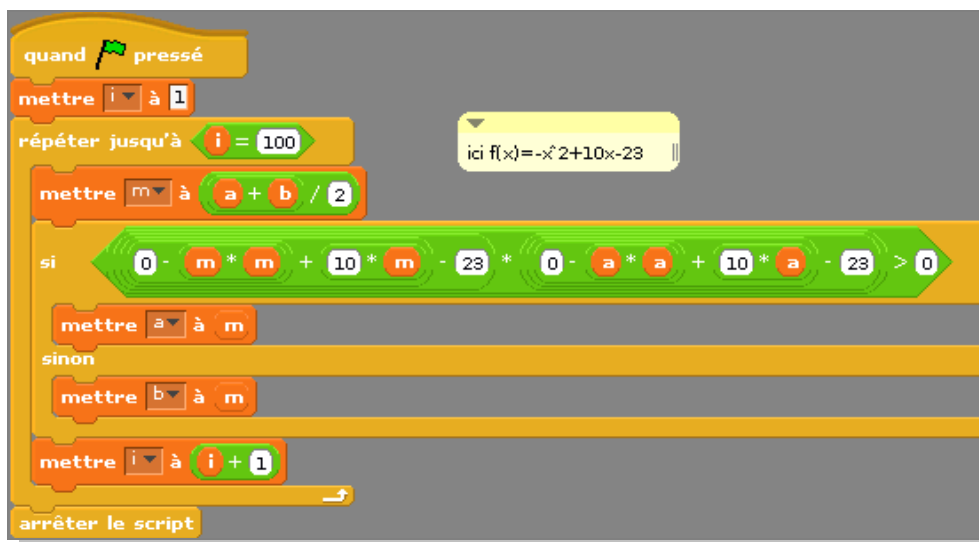 quand pressé
mettre i à 1
répéter jusqu'à i = 100
ici f(x)=-x^2+10x-23
mettre m à a + b / 2
si 0 - m * m + 10 * m - 23 * 0 - a * a + 10 * a - 23 > 0
mettre a à m
sinon
mettre b à m
mettre i à i + 1
arrêter le script